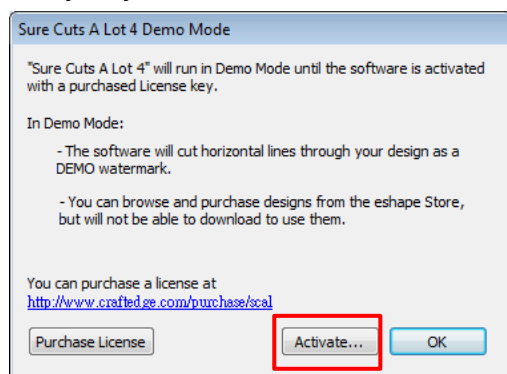 Sure Cuts A Lot 4 Demo Mode
"Sure Cuts A Lot 4" will run in Demo Mode until the software is activated
with a purchased License key.
In Demo Mode:
- The software will cut horizontal lines through your design as a
DEMO watermark.
- You can browse and purchase designs from the eshape Store,
but will not be able to download to use them.
You can purchase a license at
http://www.craftedge.com/purchase/scal
Purchase License
Activate...
OK